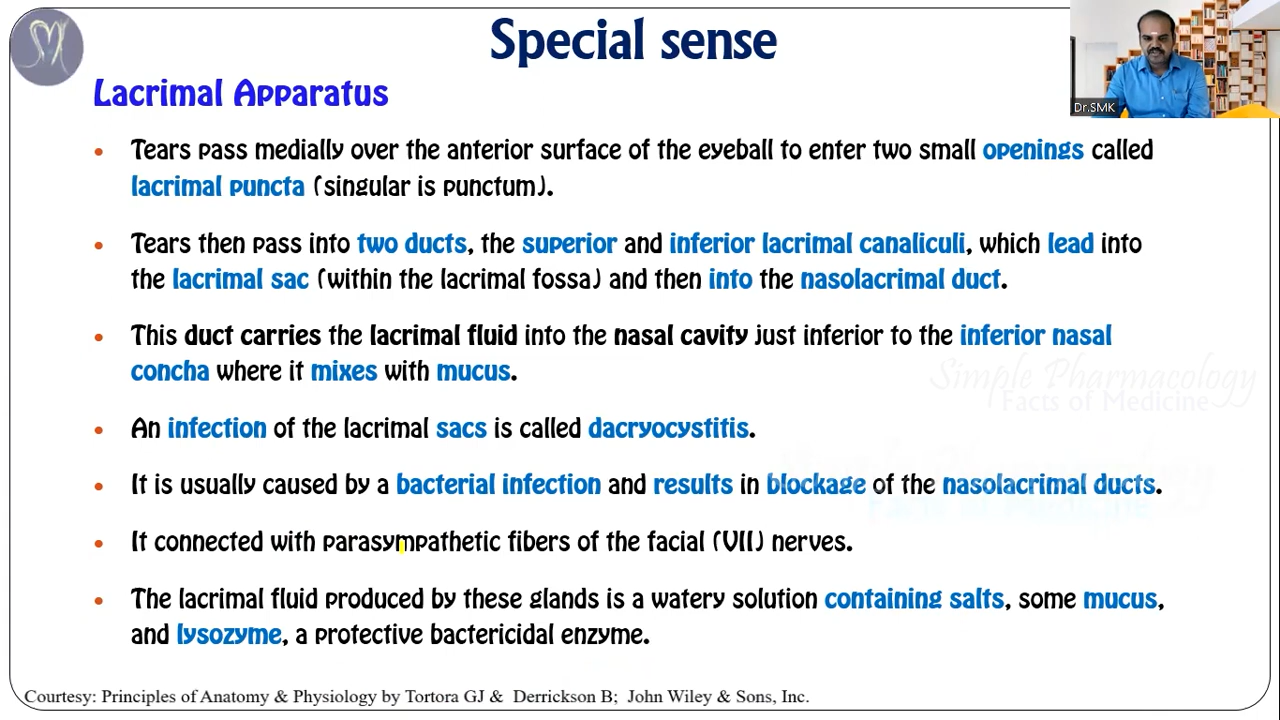 Special sense
Dr.SMK
Lacrimal Apparatus
• Tears pass medially over the anterior surface of the eyeball to enter two small openings called
lacrimal puncta (singular is punctum).
• Tears then pass into two ducts, the superior and inferior lacrimal canaliculi, which lead into
the lacrimal sac (within the lacrimal fossa) and then into the nasolacrimal duct.
• This duct carries the lacrimal fluid into the nasal cavity just inferior to the inferior nasal
concha where it mixes with mucus.
Simple Pharmacology
Facts of Medicine
• An infection of the lacrimal sacs is called dacryocystitis.
• It is usually caused by a bacterial infection and results in blockage of the nasolacrimal ducts.
• It connected with parasympathetic fibers of the facial (VII) nerves.
• The lacrimal fluid produced by these glands is a watery solution containing salts, some mucus,
and lysozyme, a protective bactericidal enzyme.
Courtesy: Principles of Anatomy & Physiology by Tortora GJ & Derrickson B; John Wiley & Sons, Inc.